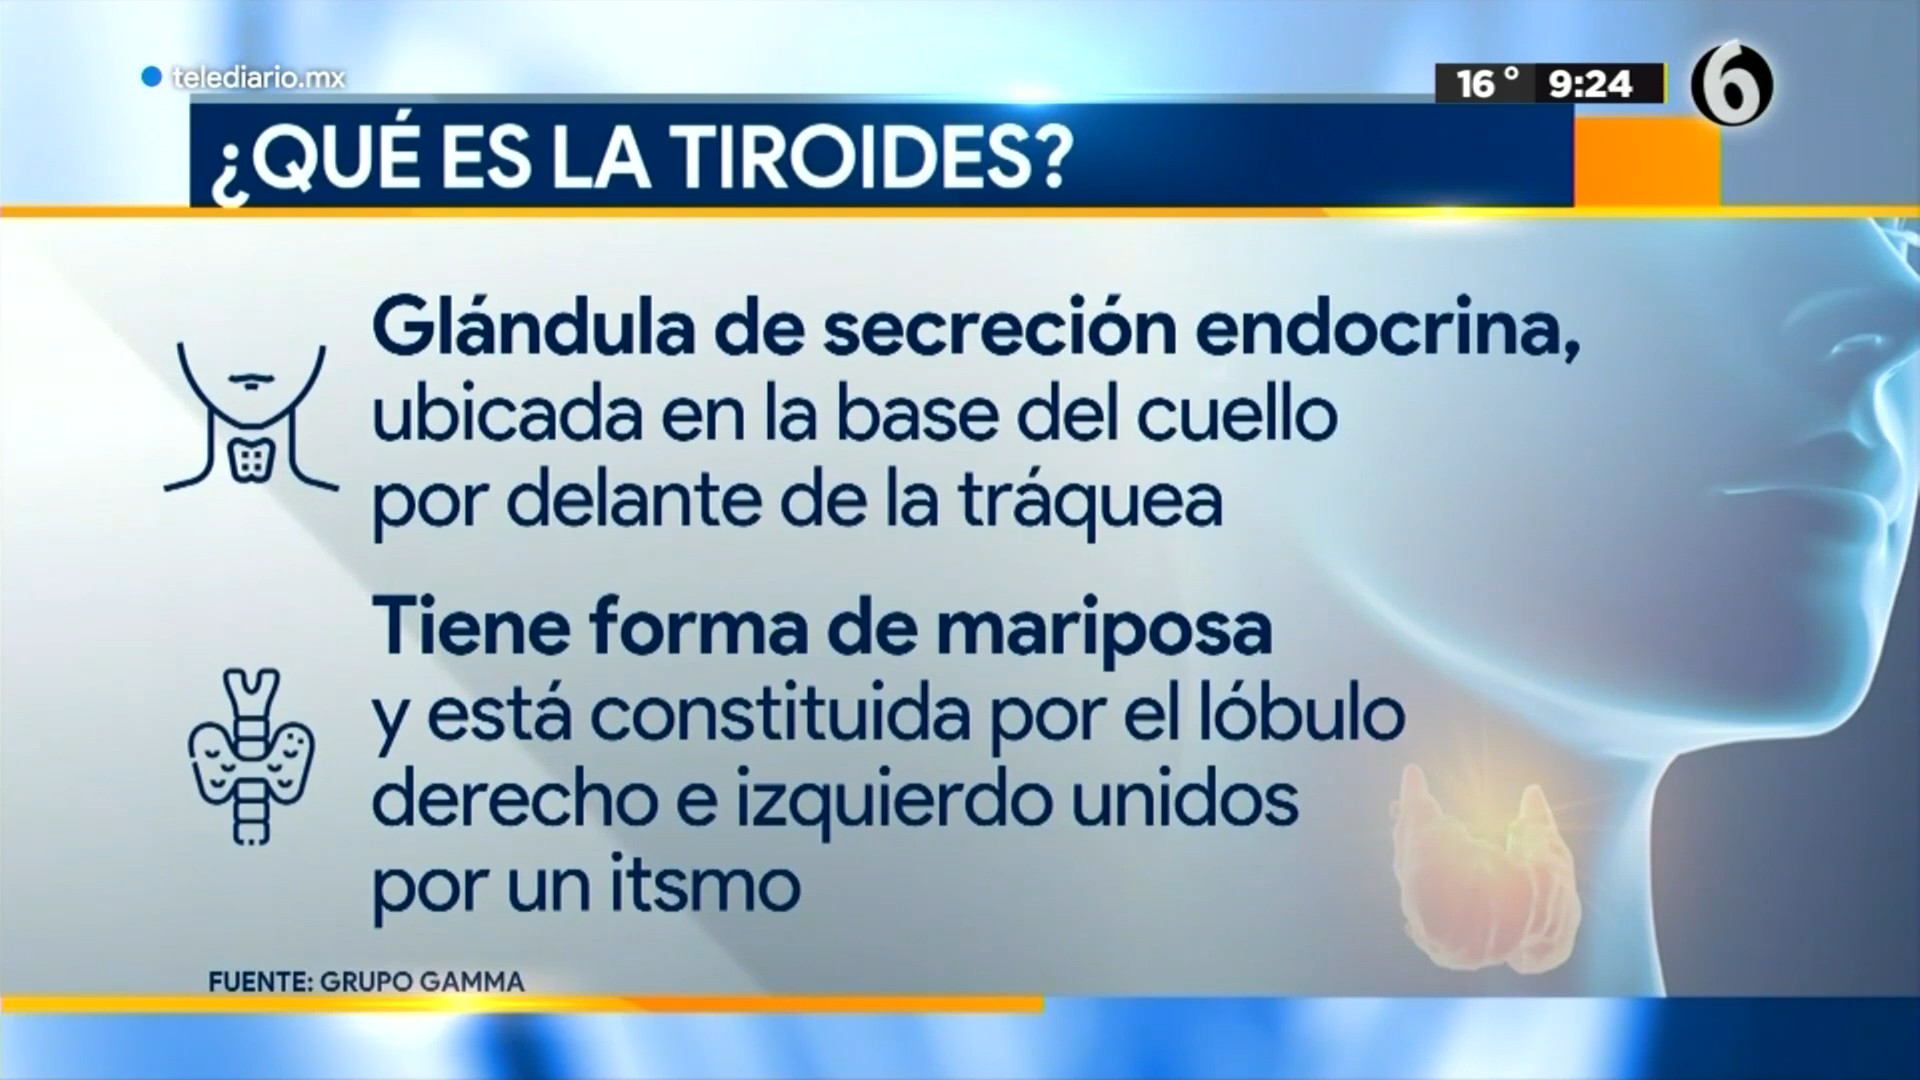 telediario.mx
16° 9:24
6
¿QUÉ ES LA TIROIDES?
Glándula de secreción endocrina,
ubicada en la base del cuello
por delante de la tráquea
Tiene forma de mariposa
y está constituida por el lóbulo
derecho e izquierdo unidos
por un itsmo
FUENTE: GRUPO GAMMA